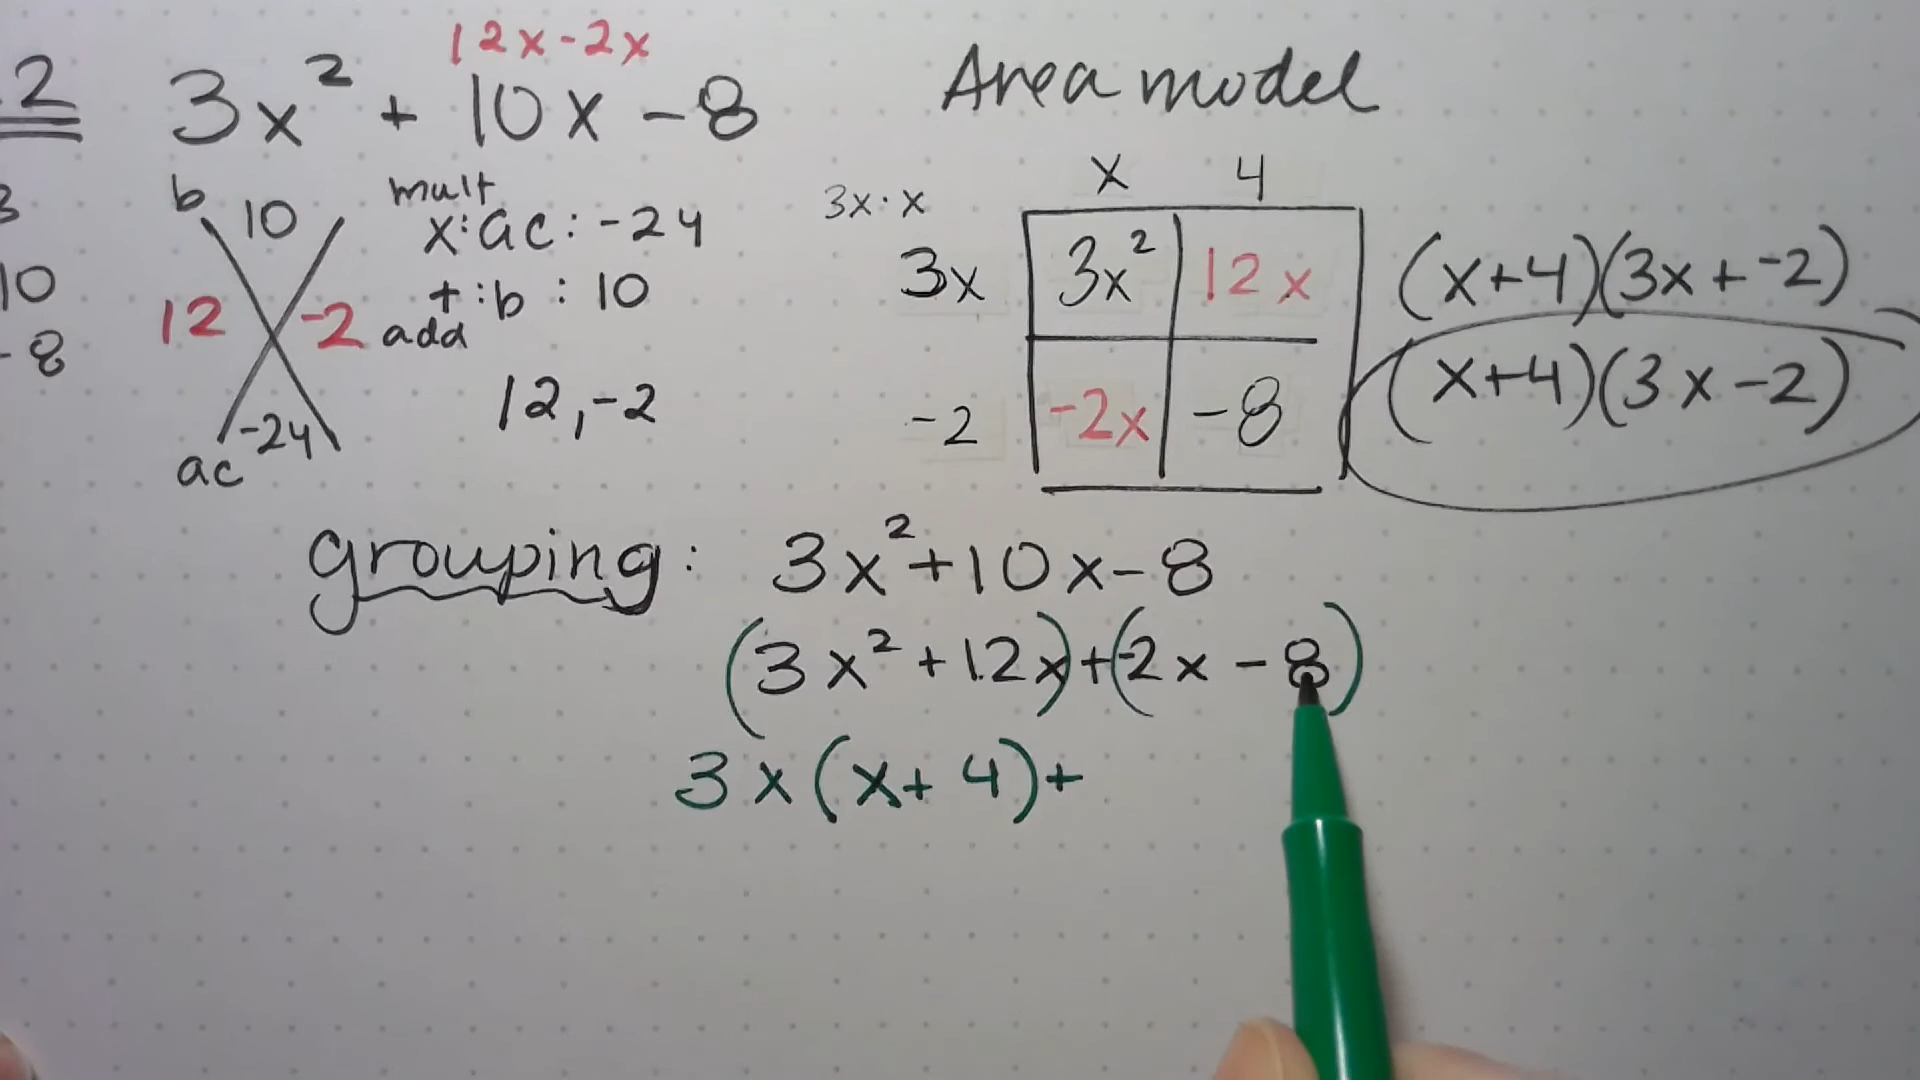 12x-2x
.2 3x² + 10x - 8
Area model
b 10
12 -2
ac -24
mult
x: ac: -24
+ : b : 10
add
12, -2
10
-8
x 4
3x·x
3x 3x² 12x
-2 -2x -8
(x+4)(3x+-2)
(x+4)(3x-2)
grouping: 3x²+10x-8
(3x²+12x)+(-2x-8)
3x(x+4)+